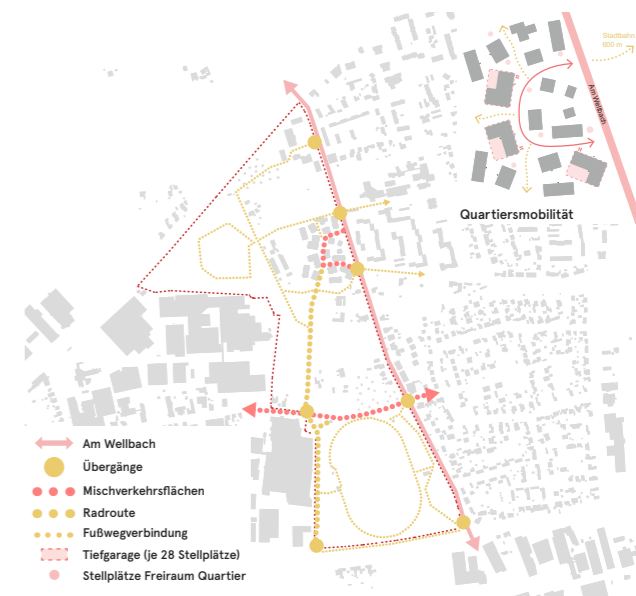 Stadtbahn
600 m
Am Wellbach
Quartiersmobilität
Am Wellbach
Übergänge
Mischverkehrsflächen
Radroute
Fußwegverbindung
Tiefgarage (je 28 Stellplätze)
Stellplätze Freiraum Quartier